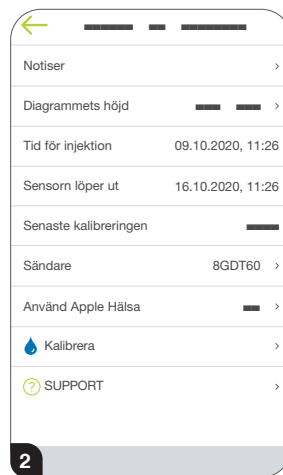 Notiser
Diagrammets höjd
Tid för injektion 09.10.2020, 11:26
Sensorn löper ut 16.10.2020, 11:26
Senaste kalibreringen
Sändare 8GDT60
Använd Apple Hälsa
Kalibrera
? SUPPORT
2